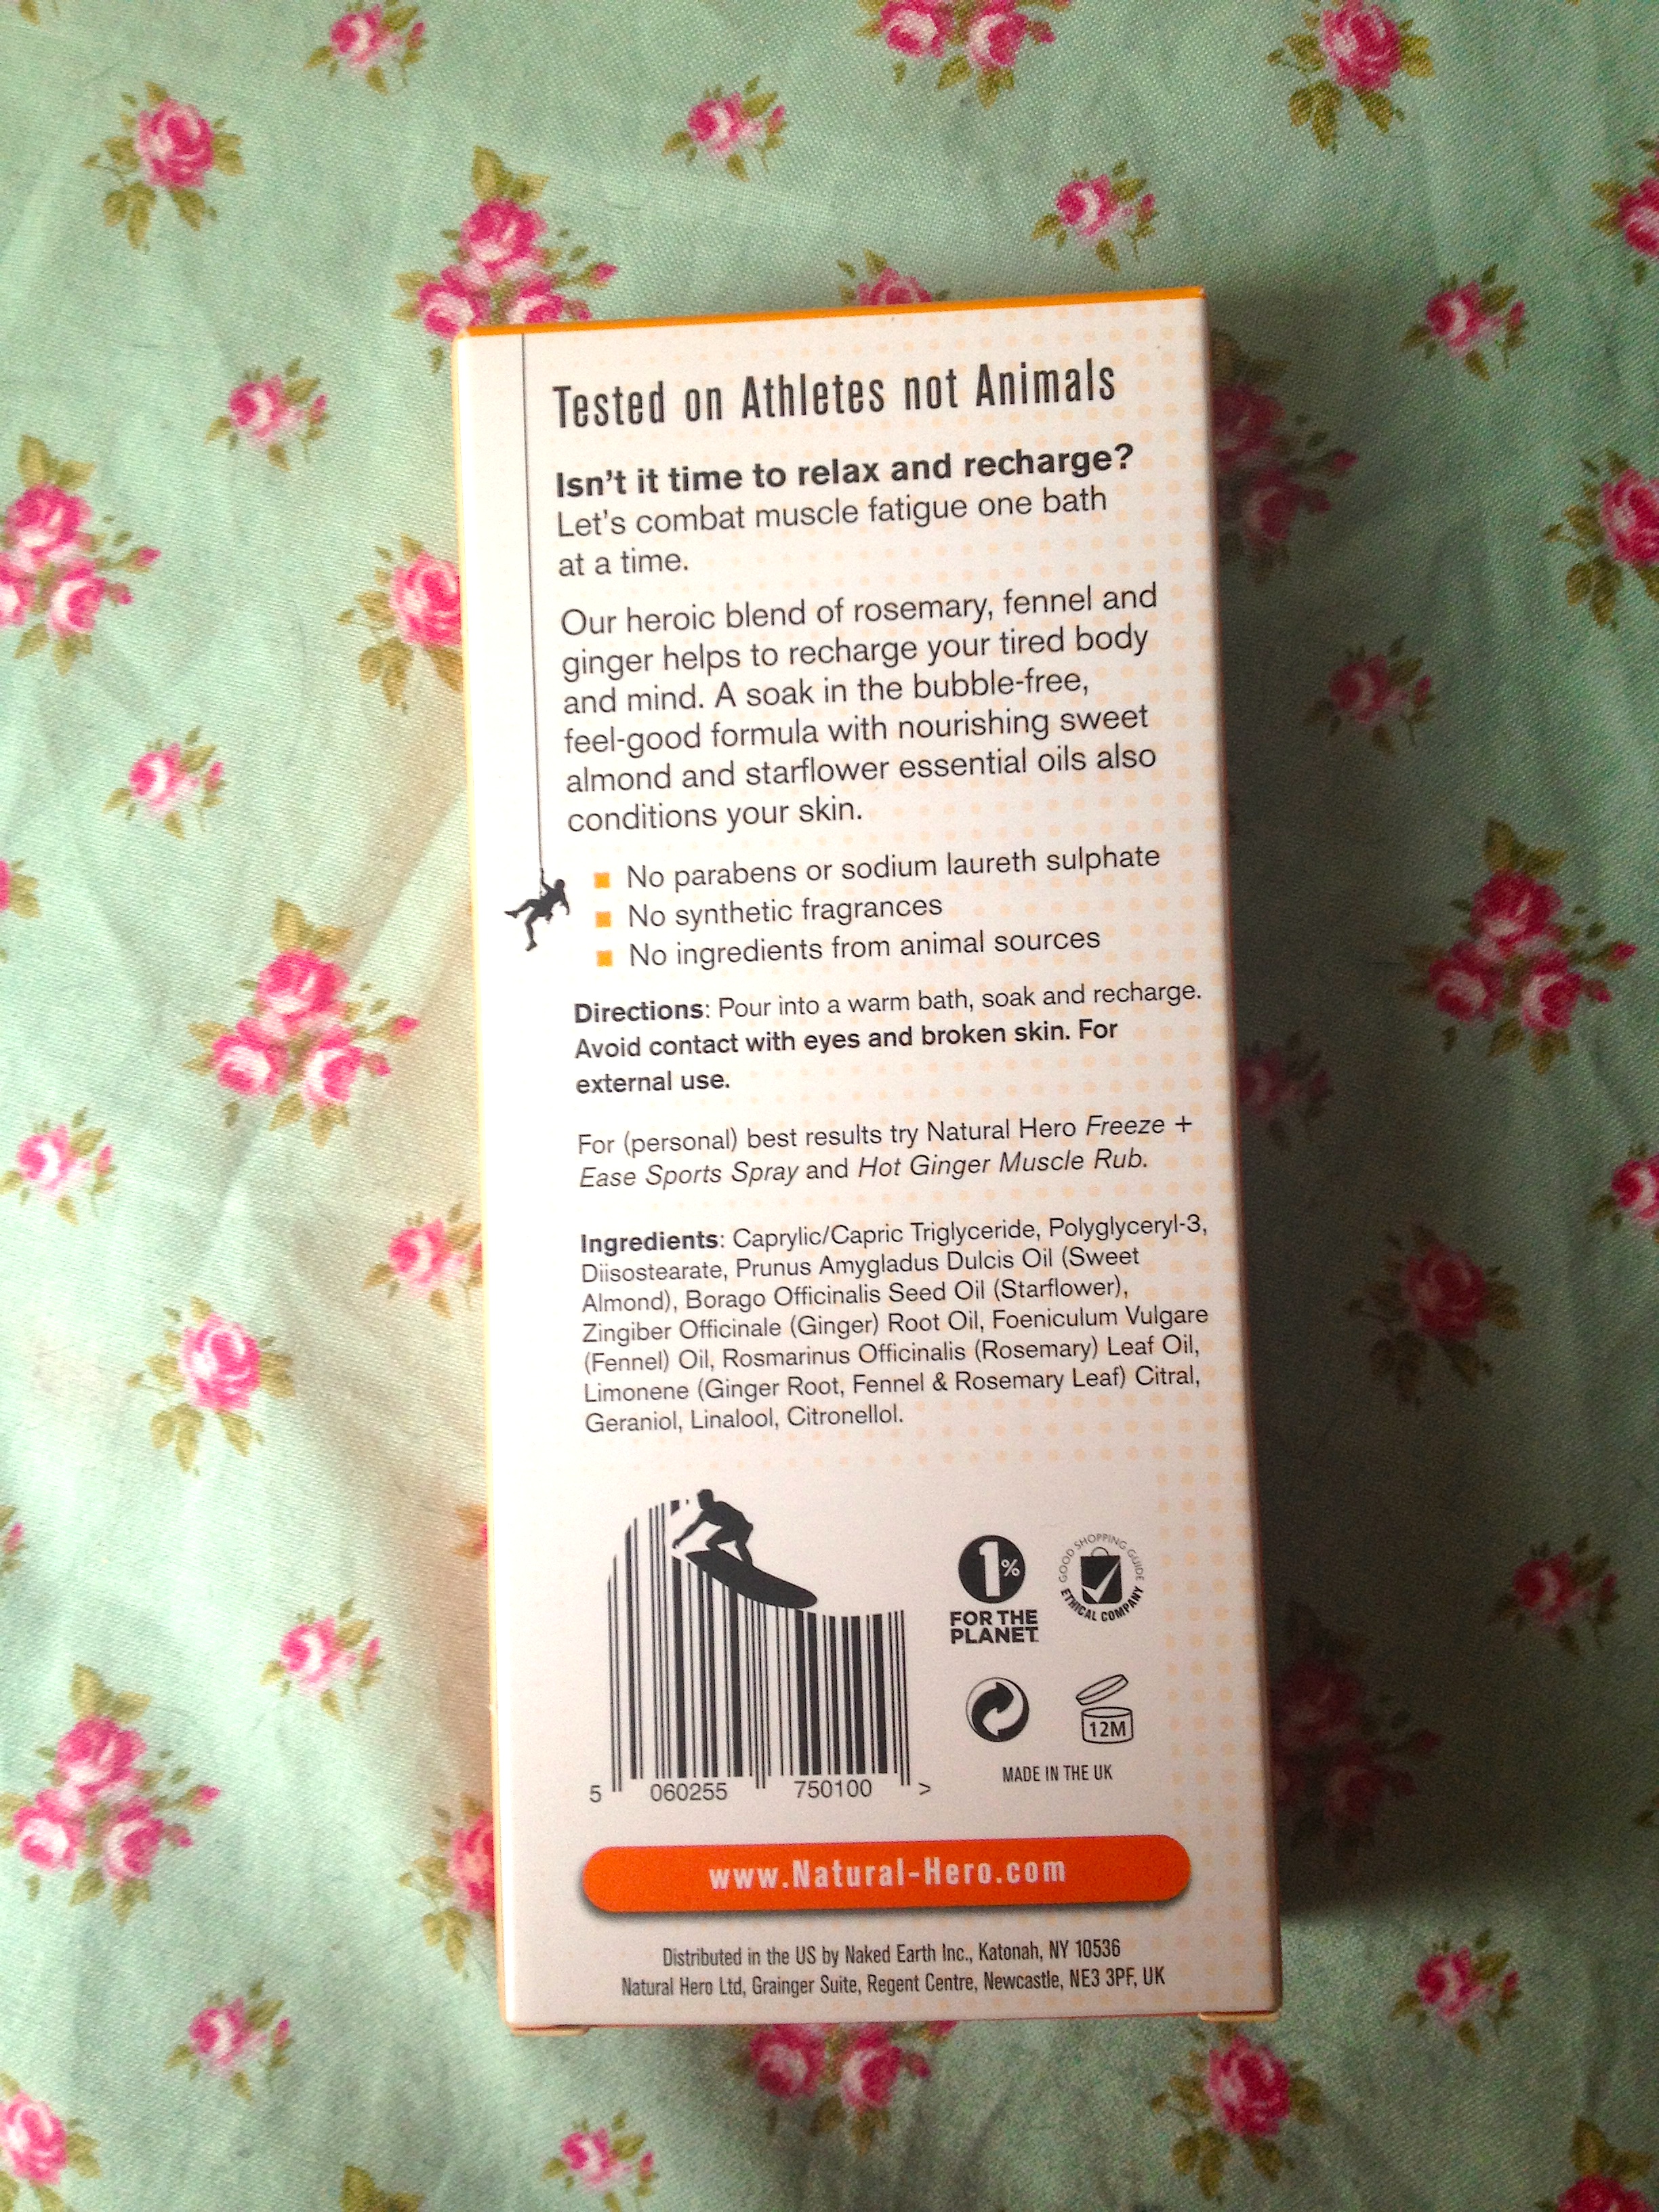 Tested on Athletes not Animals
Isn't it time to relax and recharge?
Let's combat muscle fatigue one bath
at a time.
Our heroic blend of rosemary, fennel and
ginger helps to recharge your tired body
and mind. A soak in the bubble-free,
feel-good formula with nourishing sweet
almond and starflower essential oils also
conditions your skin.
No parabens or sodium laureth sulphate
No synthetic fragrances
No ingredients from animal sources
Directions: Pour into a warm bath, soak and recharge.
Avoid contact with eyes and broken skin. For
external use.
For (personal) best results try Natural Hero Freeze +
Ease Sports Spray and Hot Ginger Muscle Rub.
Ingredients: Caprylic/Capric Triglyceride, Polyglyceryl-3,
Diisostearate, Prunus Amygladus Dulcis Oil (Sweet
Almond), Borago Officinalis Seed Oil (Starflower),
Zingiber Officinale (Ginger) Root Oil, Foeniculum Vulgare
(Fennel) Oil, Rosmarinus Officinalis (Rosemary) Leaf Oil,
Limonene (Ginger Root, Fennel & Rosemary Leaf) Citral,
Geraniol, Linalool, Citronellol.
1%
FOR THE
PLANET
GOOD SHOPPING GUIDE
ETHICAL COMPANY
12M
MADE IN THE UK
5 060255 750100 >
www.Natural-Hero.com
Distributed in the US by Naked Earth Inc., Katonah, NY 10536
Natural Hero Ltd, Grainger Suite, Regent Centre, Newcastle, NE3 3PF, UK